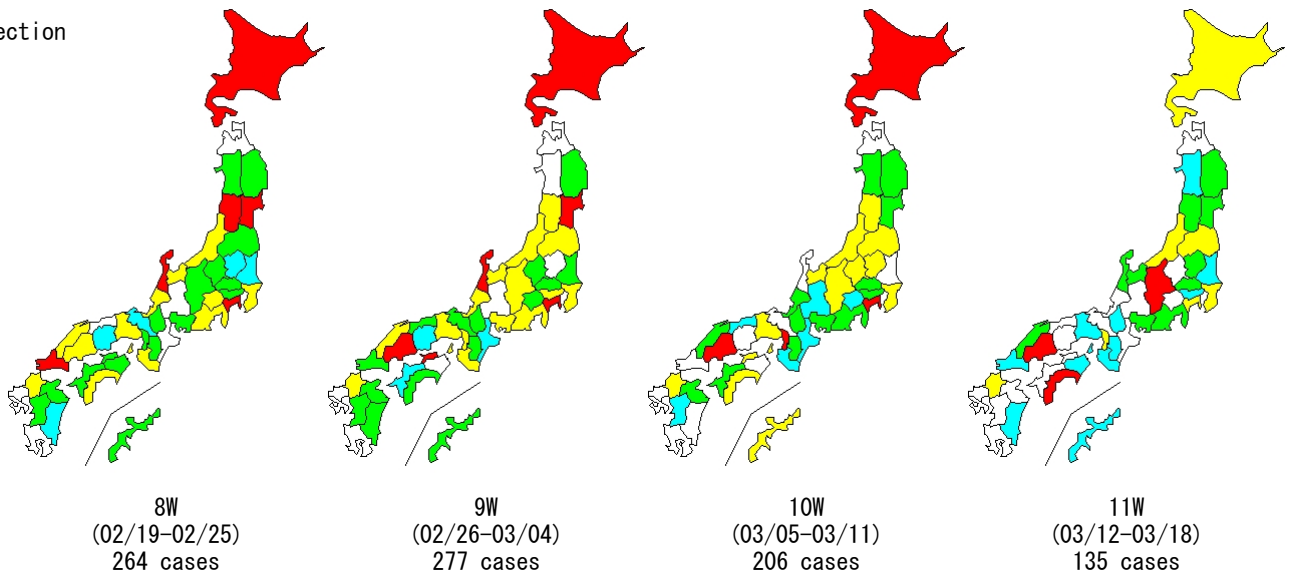 ection
8W
(02/19-02/25)
264 cases
9W
(02/26-03/04)
277 cases
10W
(03/05-03/11)
206 cases
11W
(03/12-03/18)
135 cases